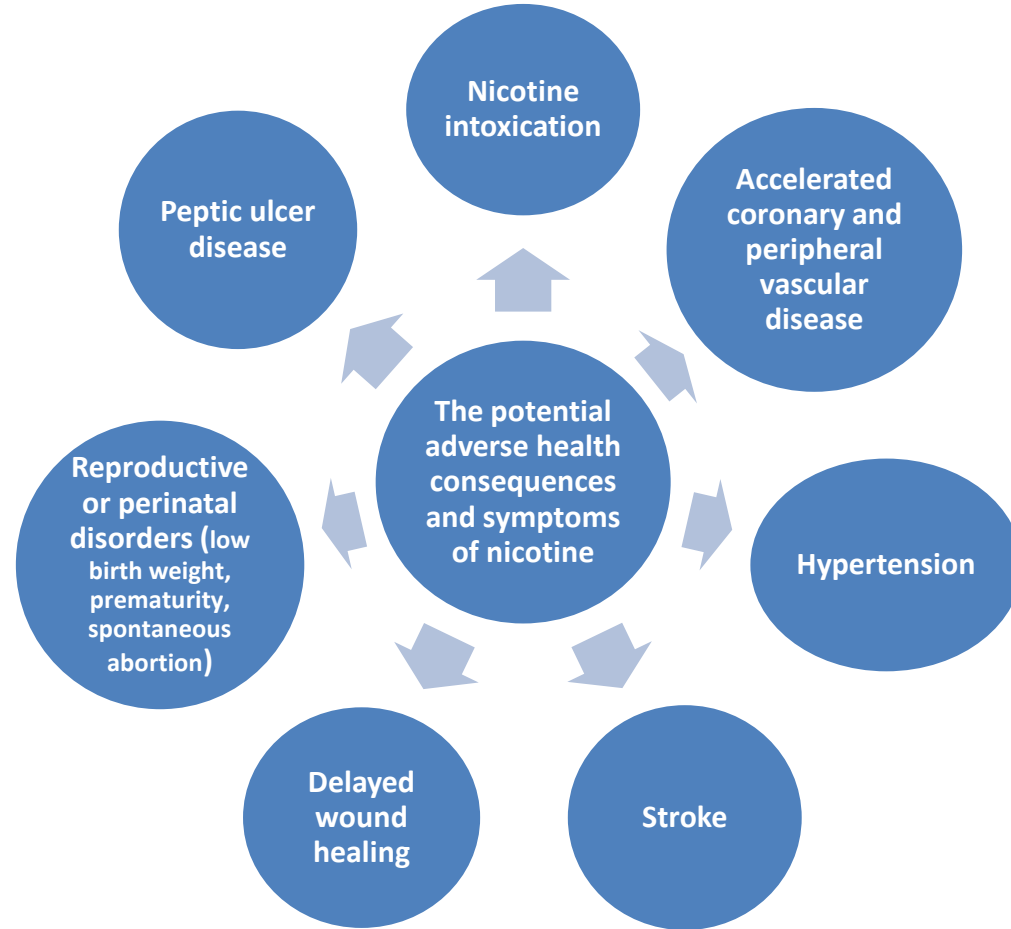 Nicotine
intoxication
Accelerated
coronary and
peripheral
vascular
disease
Hypertension
Stroke
Delayed
wound
healing
Reproductive
or perinatal
disorders (low
birth weight,
prematurity,
spontaneous
abortion)
Peptic ulcer
disease
The potential
adverse health
consequences
and symptoms
of nicotine